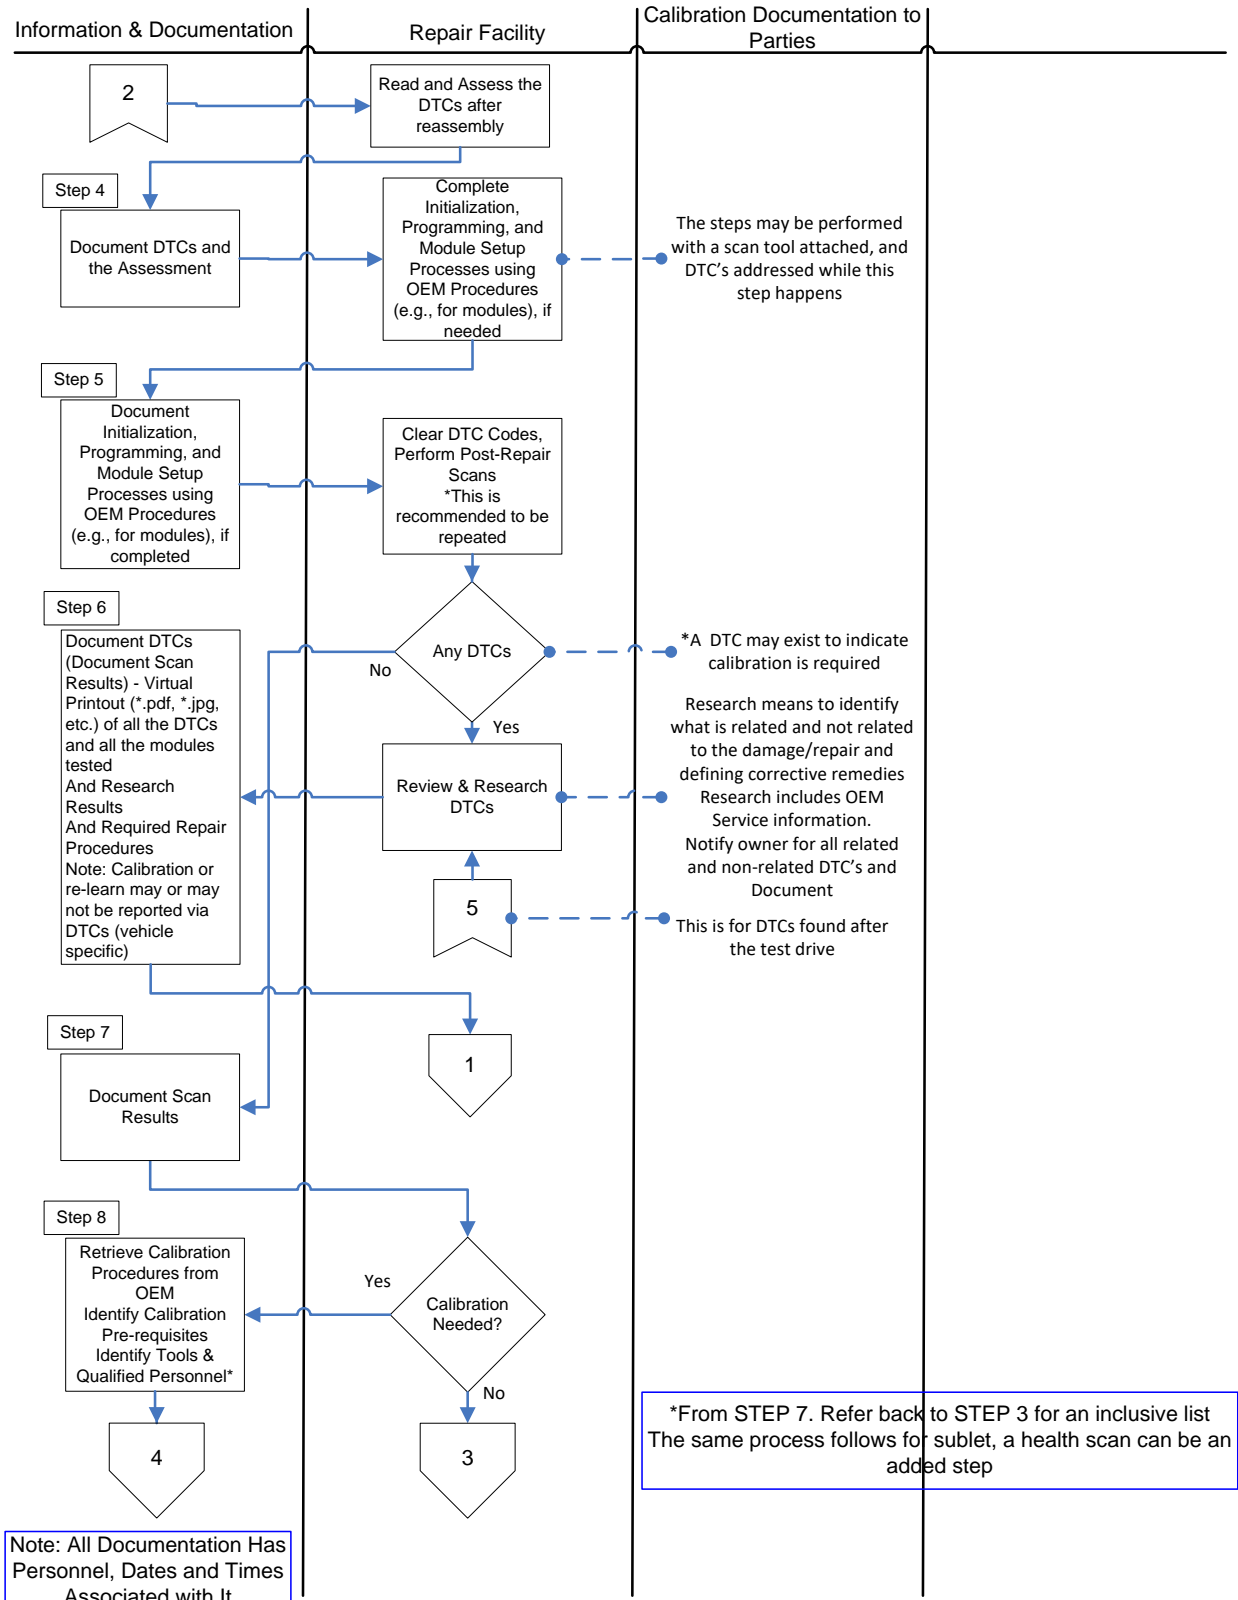 Information & Documentation
Repair Facility
Calibration Documentation to
Parties
2
Read and Assess the
DTCs after
reassembly
Step 4
Document DTCs and
the Assessment
Complete
Initialization,
Programming, and
Module Setup
Processes using
OEM Procedures
(e.g., for modules), if
needed
The steps may be performed
with a scan tool attached, and
DTC's addressed while this
step happens
Step 5
Document
Initialization,
Programming, and
Module Setup
Processes using
OEM Procedures
(e.g., for modules), if
completed
Clear DTC Codes,
Perform Post-Repair
Scans
*This is
recommended to be
repeated
Step 6
Document DTCs
(Document Scan
Results) - Virtual
Printout (*.pdf, *.jpg,
etc.) of all the DTCs
and all the modules
tested
And Research
Results
And Required Repair
Procedures
Note: Calibration or
re-learn may or may
not be reported via
DTCs (vehicle
specific)
Any DTCs
No
Yes
*A DTC may exist to indicate
calibration is required
Review & Research
DTCs
Research means to identify
what is related and not related
to the damage/repair and
defining corrective remedies
Research includes OEM
Service information.
Notify owner for all related
and non-related DTC's and
Document
5
This is for DTCs found after
the test drive
1
Step 7
Document Scan
Results
Step 8
Retrieve Calibration
Procedures from
OEM
Identify Calibration
Pre-requisites
Identify Tools &
Qualified Personnel*
Yes
Calibration
Needed?
No
4
3
*From STEP 7. Refer back to STEP 3 for an inclusive list
The same process follows for sublet, a health scan can be an
added step
Note: All Documentation Has
Personnel, Dates and Times
Associated with It